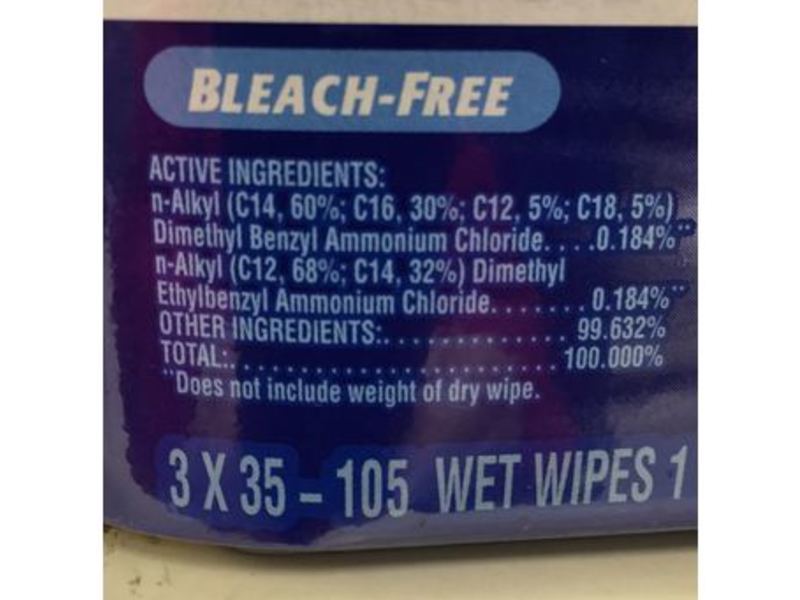 BLEACH-FREE
ACTIVE INGREDIENTS:
n-Alkyl (C14, 60%; C16, 30%; C12, 5%; C18, 5%)
Dimethyl Benzyl Ammonium Chloride. . . .0.184%**
n-Alkyl (C12, 68%; C14, 32%) Dimethyl
Ethylbenzyl Ammonium Chloride. . . . . . . 0.184%**
OTHER INGREDIENTS:. . . . . . . . . . . . . 99.632%
TOTAL:. . . . . . . . . . . . . . . . . . . . . . . . 100.000%
**Does not include weight of dry wipe.
3 X 35 – 105 WET WIPES 1